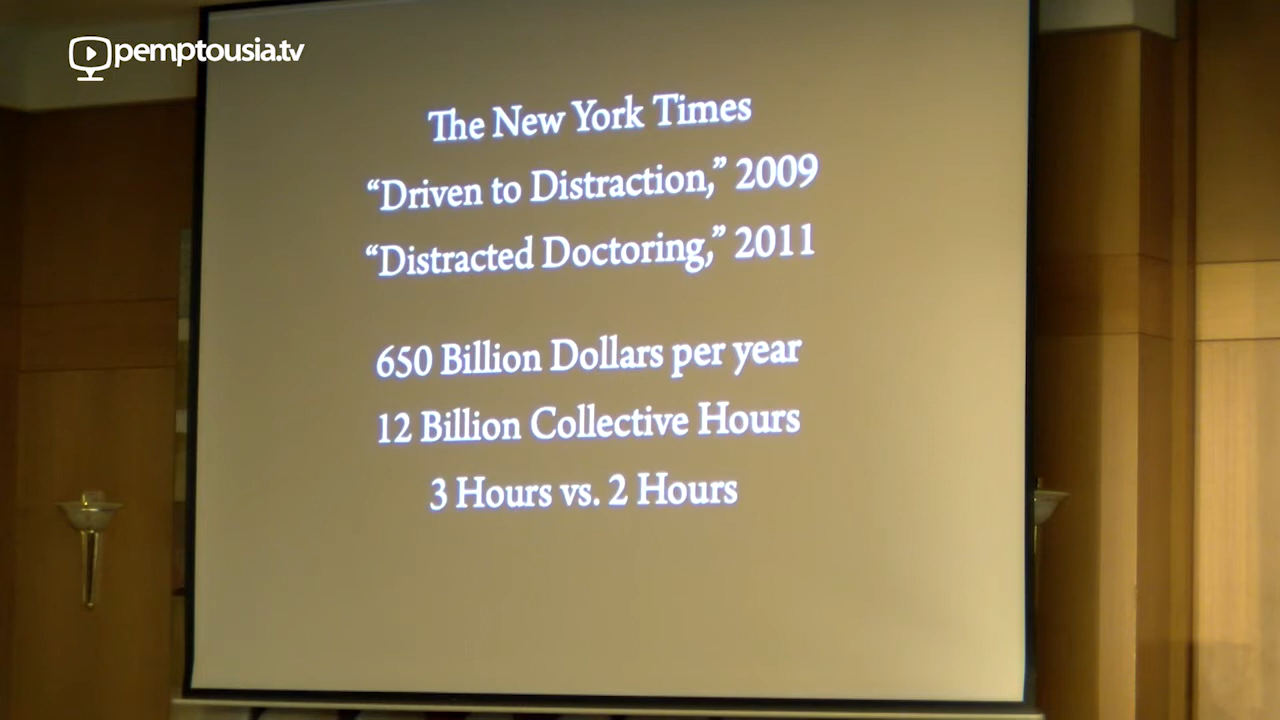 pemptousia.tv
The New York Times
“Driven to Distraction,” 2009
“Distracted Doctoring,” 2011
650 Billion Dollars per year
12 Billion Collective Hours
3 Hours vs. 2 Hours